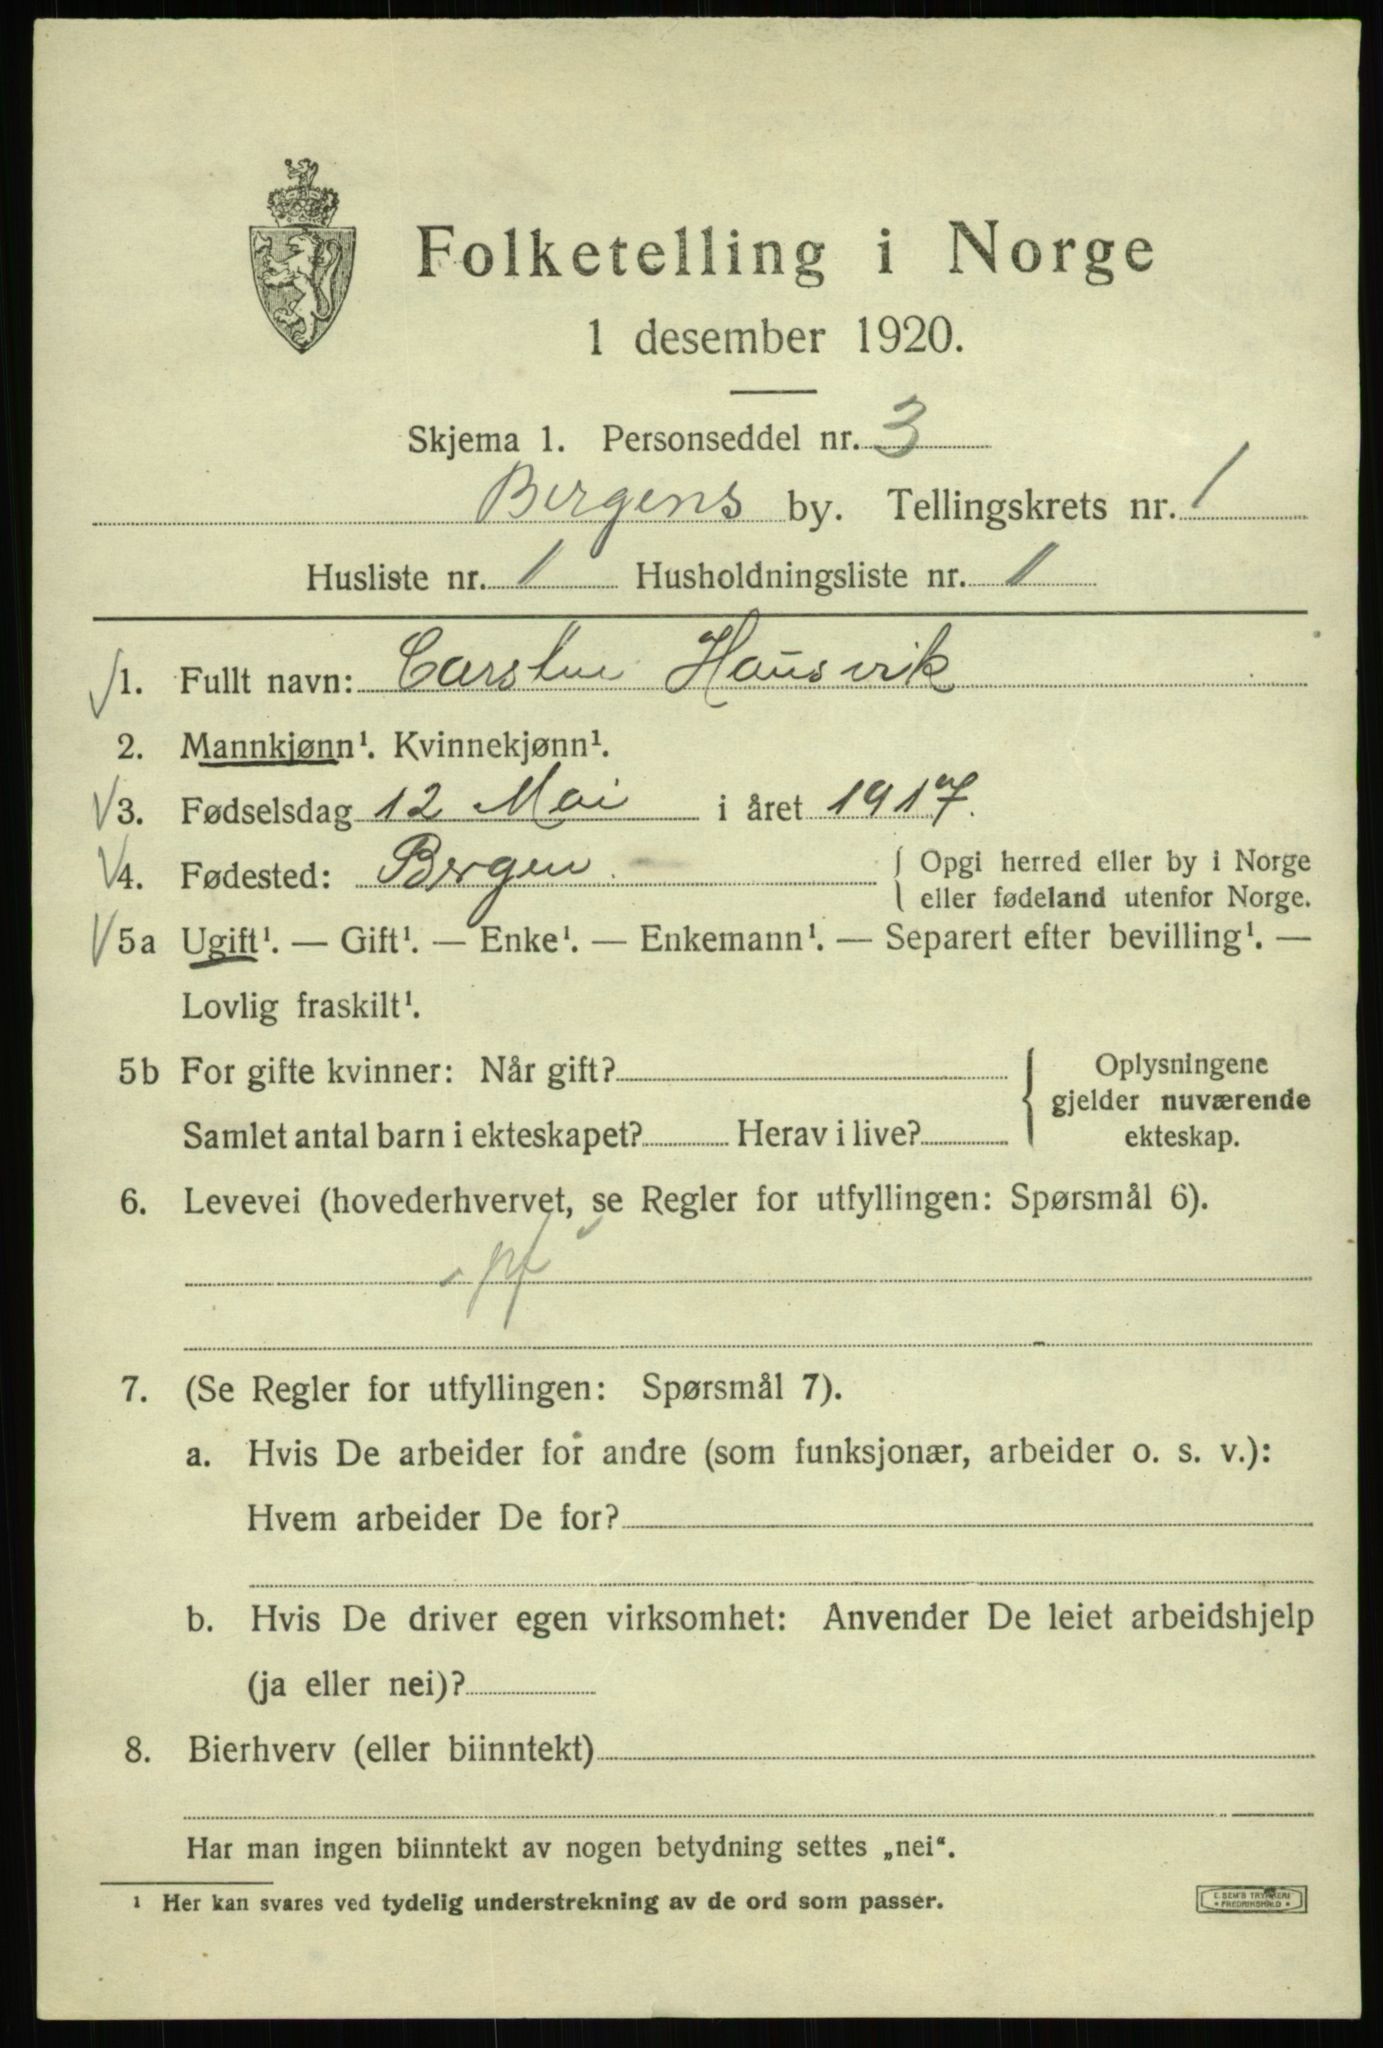 Folketelling i Norge
1 desember 1920.
Skjema 1. Personseddel nr. 3
Bergens by. Tellingskrets nr. 1
Husliste nr. 1 Husholdningsliste nr. 1
1. Fullt navn: Carsten Hausvik
2. Mannkjønn¹. Kvinnekjønn¹.
3. Fødselsdag 12 Mai i året 1917.
4. Fødested: Bergen. { Opgi herred eller by i Norge
eller fødeland utenfor Norge.
5a Ugift¹. — Gift¹. — Enke¹. — Enkemann¹. — Separert efter bevilling¹. —
Lovlig fraskilt¹.
5b For gifte kvinner: Når gift? { Oplysningene
gjelder nuværende
Samlet antal barn i ekteskapet? Herav i live? ekteskap.
6. Levevei (hovederhvervet, se Regler for utfyllingen: Spørsmål 6).
7. (Se Regler for utfyllingen: Spørsmål 7).
a. Hvis De arbeider for andre (som funksjonær, arbeider o. s. v.):
Hvem arbeider De for?
b. Hvis De driver egen virksomhet: Anvender De leiet arbeidshjelp
(ja eller nei)?
8. Bierhverv (eller biinntekt)
Har man ingen biinntekt av nogen betydning settes „nei“.
¹ Her kan svares ved tydelig understrekning av de ord som passer.
E. SEM'S TRYKKERI
* FREDRIKSHALD *